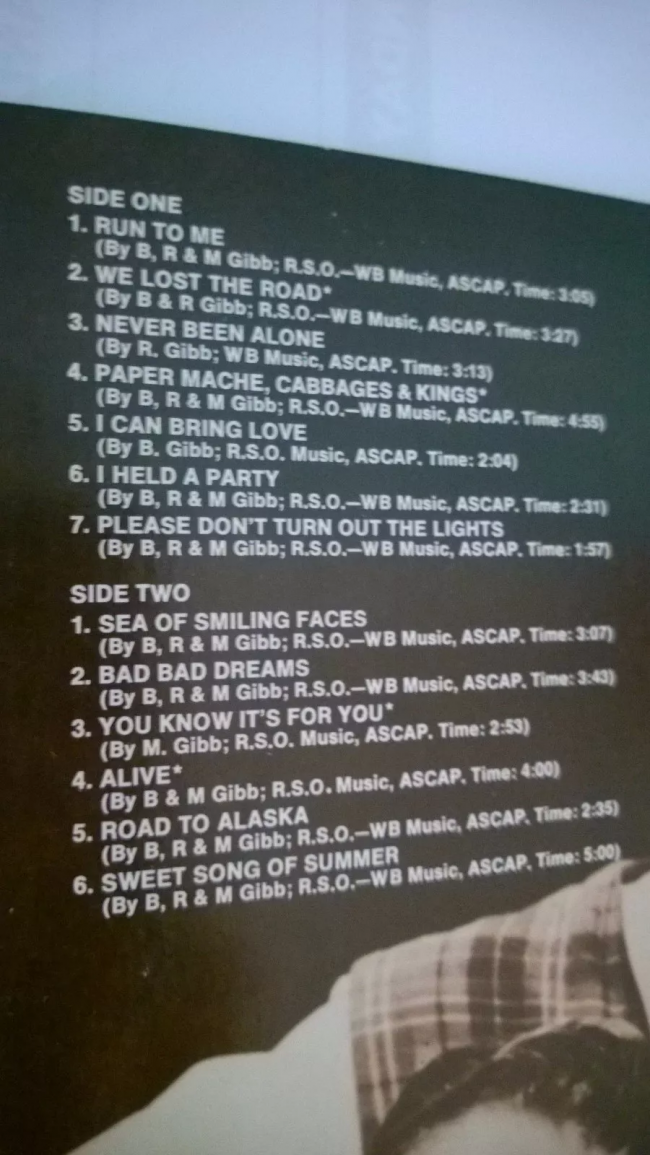 SIDE ONE
1. RUN TO ME
(By B, R & M Gibb; R.S.O.—WB Music, ASCAP. Time: 3:05)
2. WE LOST THE ROAD*
(By B & R Gibb; R.S.O.—WB Music, ASCAP. Time: 3:27)
3. NEVER BEEN ALONE
(By R. Gibb; WB Music, ASCAP. Time: 3:13)
4. PAPER MACHE, CABBAGES & KINGS*
(By B, R & M Gibb; R.S.O.—WB Music, ASCAP. Time: 4:55)
5. I CAN BRING LOVE
(By B. Gibb; R.S.O. Music, ASCAP. Time: 2:04)
6. I HELD A PARTY
(By B, R & M Gibb; R.S.O.—WB Music, ASCAP. Time: 2:31)
7. PLEASE DON'T TURN OUT THE LIGHTS
(By B, R & M Gibb; R.S.O.—WB Music, ASCAP. Time: 1:57)
SIDE TWO
1. SEA OF SMILING FACES
(By B, R & M Gibb; R.S.O.—WB Music, ASCAP. Time: 3:07)
2. BAD BAD DREAMS
(By B, R & M Gibb; R.S.O.—WB Music, ASCAP. Time: 3:43)
3. YOU KNOW IT'S FOR YOU*
(By M. Gibb; R.S.O. Music, ASCAP. Time: 2:53)
4. ALIVE*
(By B & M Gibb; R.S.O. Music, ASCAP. Time: 4:00)
5. ROAD TO ALASKA
(By B, R & M Gibb; R.S.O.—WB Music, ASCAP. Time: 2:35)
6. SWEET SONG OF SUMMER
(By B, R & M Gibb; R.S.O.—WB Music, ASCAP. Time: 5:00)